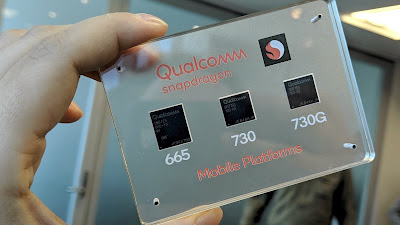 Qualcomm
snapdragon
665
730
730G
Mobile Platforms